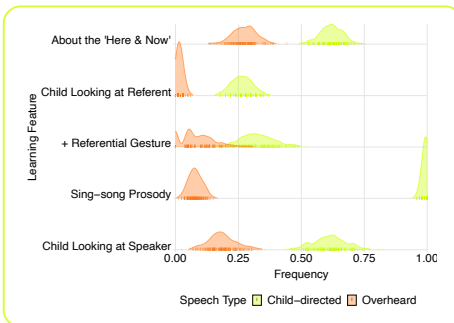 About the 'Here & Now'
Child Looking at Referent
+ Referential Gesture
Sing−song Prosody
Child Looking at Speaker
Learning Feature
0.00 0.25 0.50 0.75 1.00
Frequency
Speech Type Child−directed Overheard